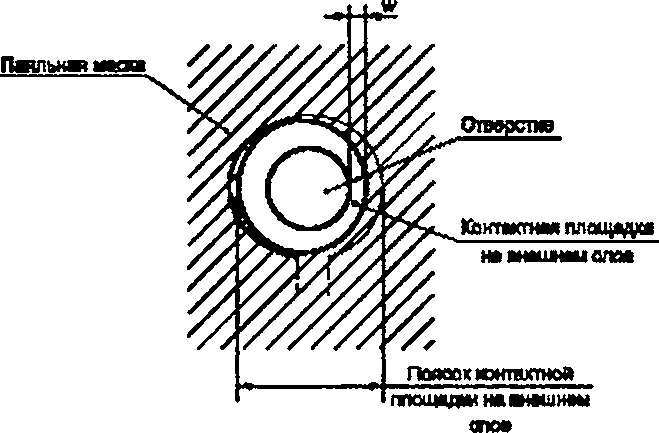 W
Паяльная маска
Отверстие
Контактная площадка
на внешнем слое
Поясок контактной
площадки на внешнем
слое